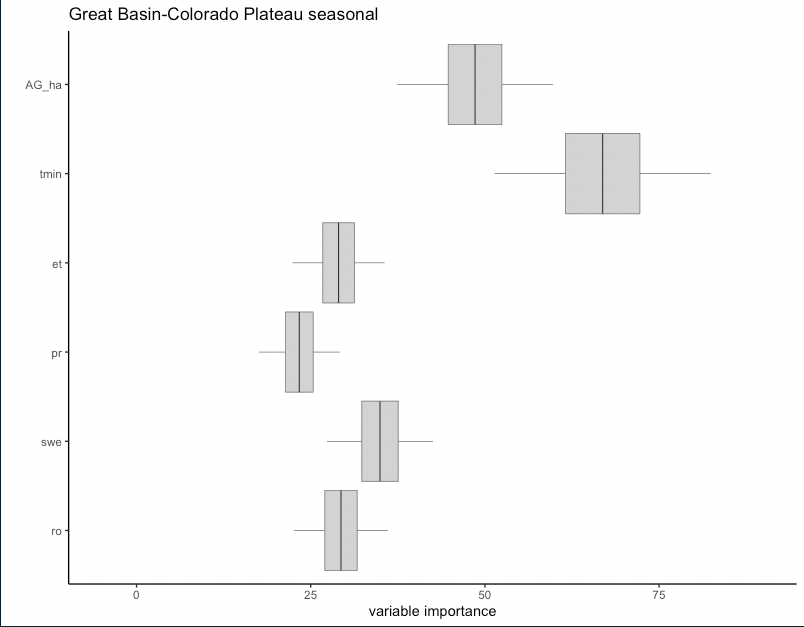 Great Basin-Colorado Plateau seasonal
AG_ha
tmin
et
pr
swe
ro
0 25 50 75
variable importance